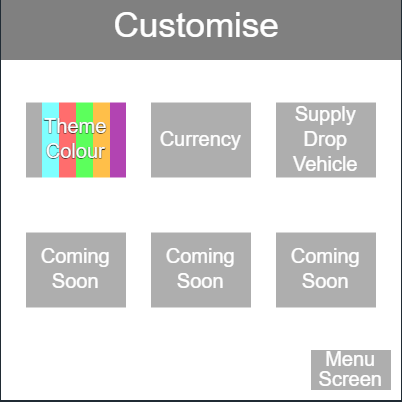 Customise
Theme
Colour
Currency
Supply
Drop
Vehicle
Coming
Soon
Coming
Soon
Coming
Soon
Menu
Screen